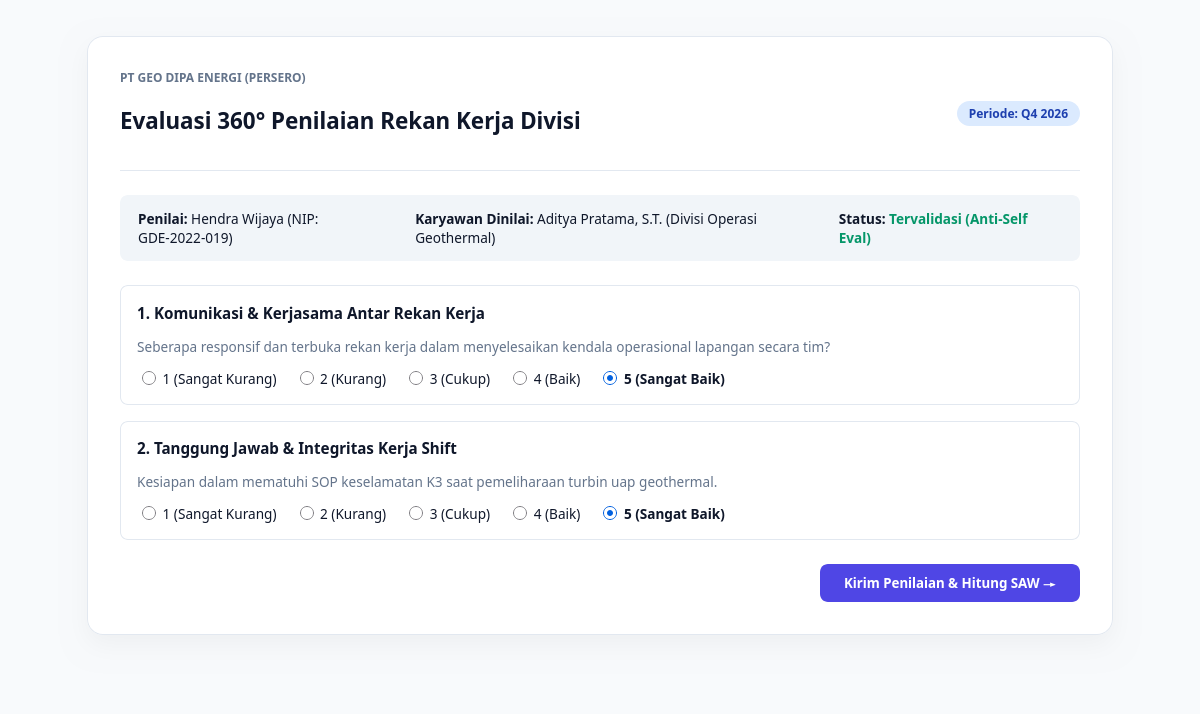 PT GEO DIPA ENERGI (PERSERO)
Evaluasi 360° Penilaian Rekan Kerja Divisi
Periode: Q4 2026
Penilai: Hendra Wijaya (NIP:
GDE-2022-019)
Karyawan Dinilai: Aditya Pratama, S.T. (Divisi Operasi
Geothermal)
Status: Tervalidasi (Anti-Self
Eval)
1. Komunikasi & Kerjasama Antar Rekan Kerja
Seberapa responsif dan terbuka rekan kerja dalam menyelesaikan kendala operasional lapangan secara tim?
1 (Sangat Kurang) 2 (Kurang) 3 (Cukup) 4 (Baik) 5 (Sangat Baik)
2. Tanggung Jawab & Integritas Kerja Shift
Kesiapan dalam mematuhi SOP keselamatan K3 saat pemeliharaan turbin uap geothermal.
1 (Sangat Kurang) 2 (Kurang) 3 (Cukup) 4 (Baik) 5 (Sangat Baik)
Kirim Penilaian & Hitung SAW →